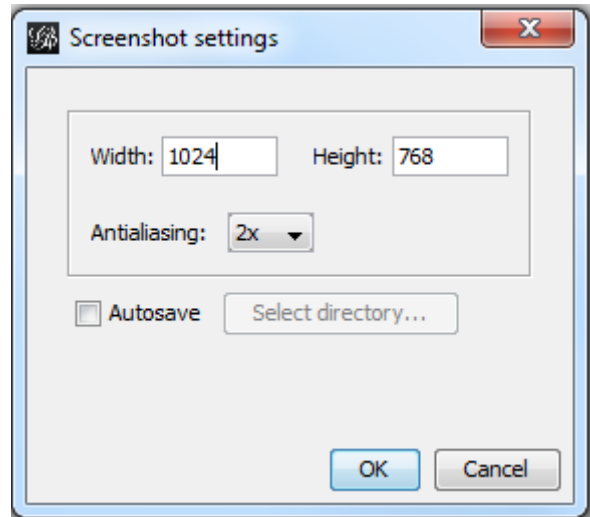 Screenshot settings
Width: 1024 Height: 768
Antialiasing: 2x
Autosave Select directory...
OK Cancel